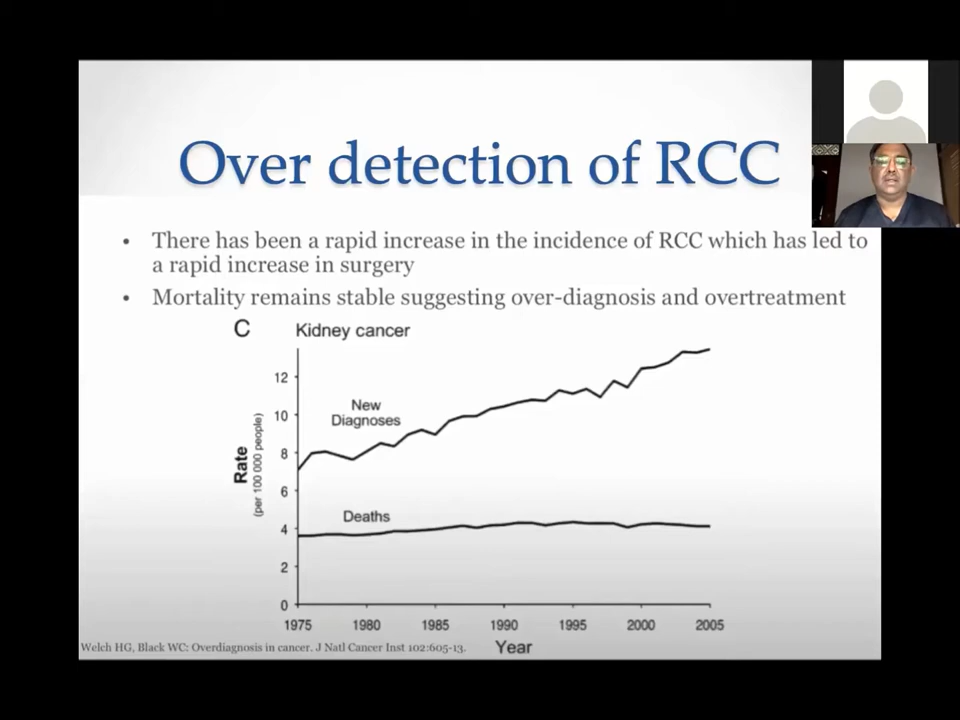 Over detection of RCC
• There has been a rapid increase in the incidence of RCC which has led to
a rapid increase in surgery
• Mortality remains stable suggesting over-diagnosis and overtreatment
C Kidney cancer
New
Diagnoses
Deaths
Rate
(per 100 000 people)
12
10
8
6
4
2
0
1975 1980 1985 1990 1995 2000 2005
Year
Welch HG, Black WC: Overdiagnosis in cancer. J Natl Cancer Inst 102:605-13.